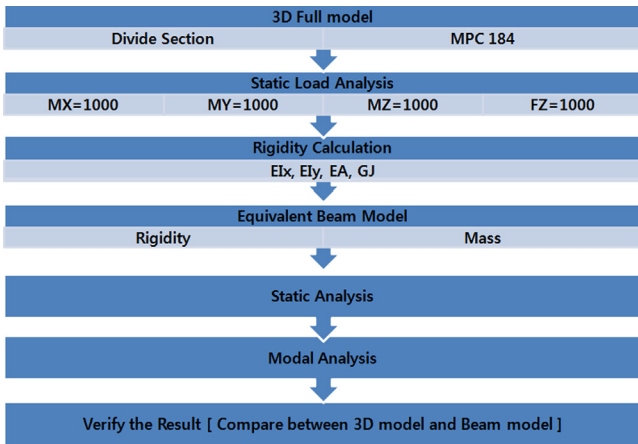 3D Full model
Divide Section MPC 184
Static Load Analysis
MX=1000 MY=1000 MZ=1000 FZ=1000
Rigidity Calculation
EIx, EIy, EA, GJ
Equivalent Beam Model
Rigidity Mass
Static Analysis
Modal Analysis
Verify the Result [ Compare between 3D model and Beam model ]